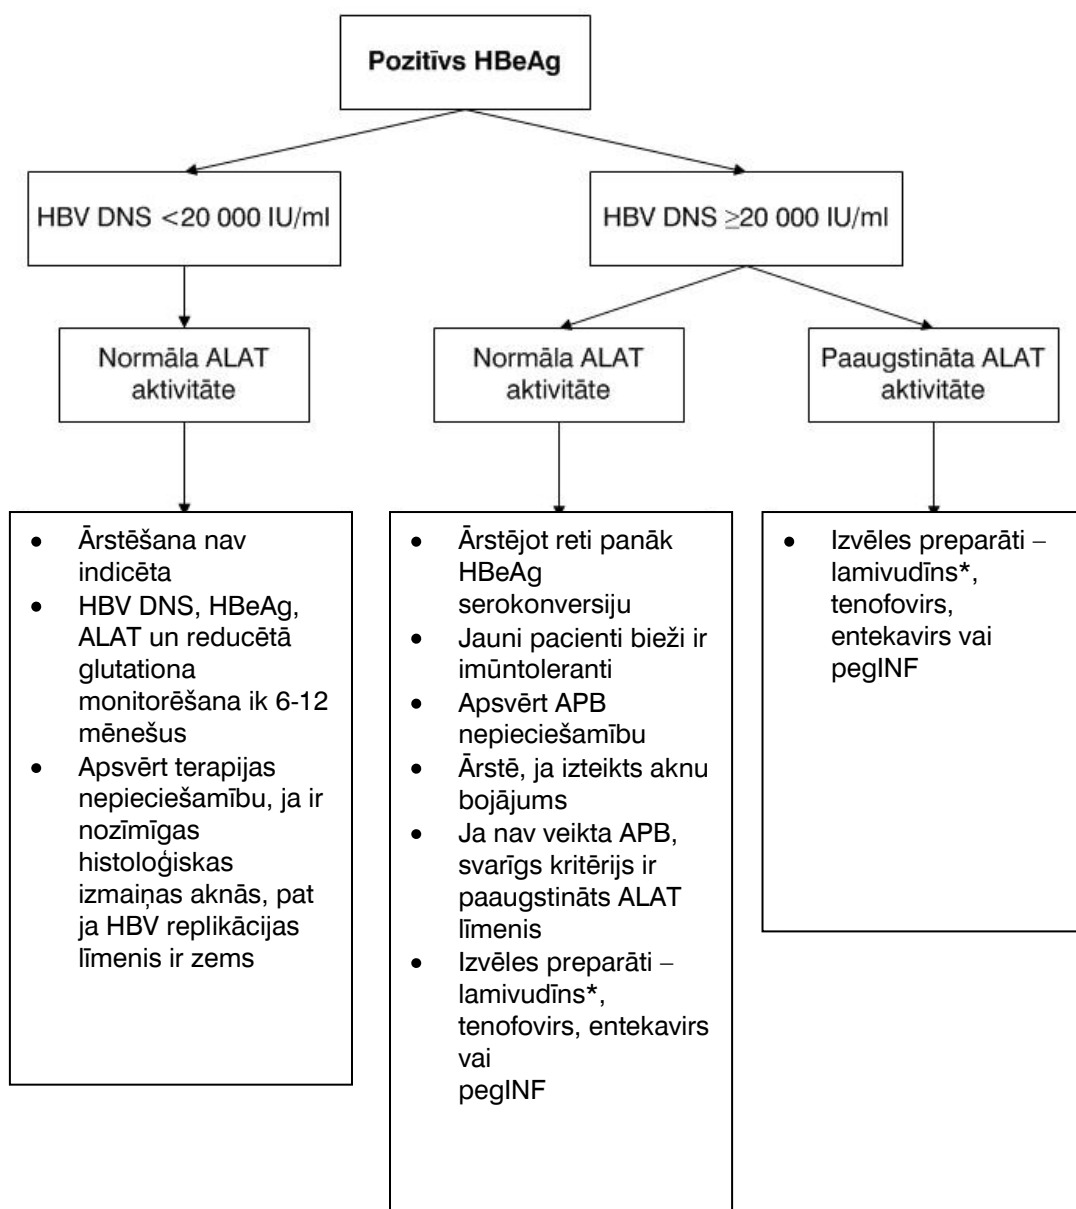 Pozitīvs HBeAg
HBV DNS <20 000 IU/ml
HBV DNS ≥20 000 IU/ml
Normāla ALAT
aktivitāte
Normāla ALAT
aktivitāte
Paaugstināta ALAT
aktivitāte
• Ārstēšana nav
indicēta
• HBV DNS, HBeAg,
ALAT un reducētā
glutationa
monitorēšana ik 6-12
mēnešus
• Apsvērt terapijas
nepieciešamību, ja ir
nozīmīgas
histoloģiskas
izmaiņas aknās, pat
ja HBV replikācijas
līmenis ir zems
• Ārstējot reti panāk
HBeAg
serokonversiju
• Jauni pacienti bieži ir
imūntoleranti
• Apsvērt APB
nepieciešamību
• Ārstē, ja izteikts aknu
bojājums
• Ja nav veikta APB,
svarīgs kritērijs ir
paaugstināts ALAT
līmenis
• Izvēles preparāti –
lamivudīns*,
tenofovirs, entekavirs
vai
pegINF
• Izvēles preparāti –
lamivudīns*,
tenofovirs,
entekavirs vai
pegINF